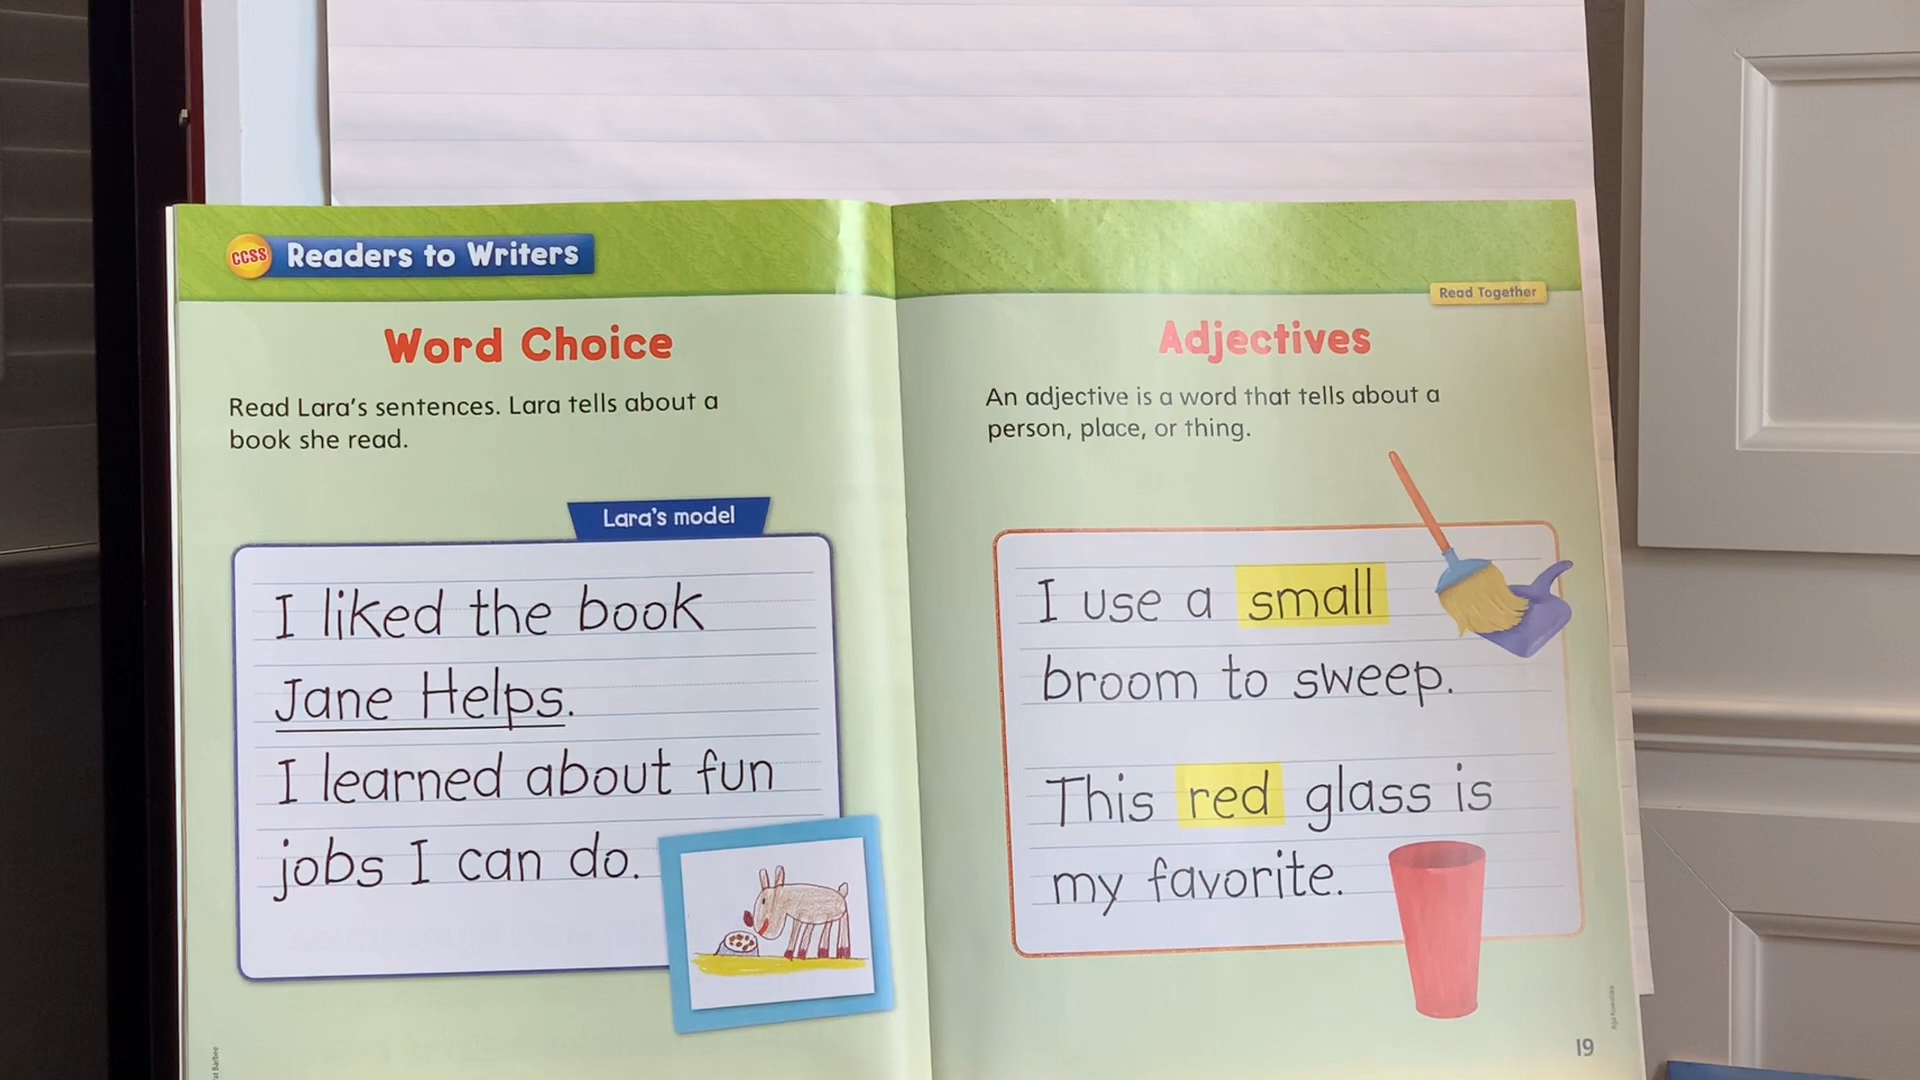 CCSS Readers to Writers
Word Choice
Read Lara's sentences. Lara tells about a
book she read.
Lara's model
I liked the book
Jane Helps.
I learned about fun
jobs I can do.
Read Together
Adjectives
An adjective is a word that tells about a
person, place, or thing.
I use a small
broom to sweep.
This red glass is
my favorite.
19